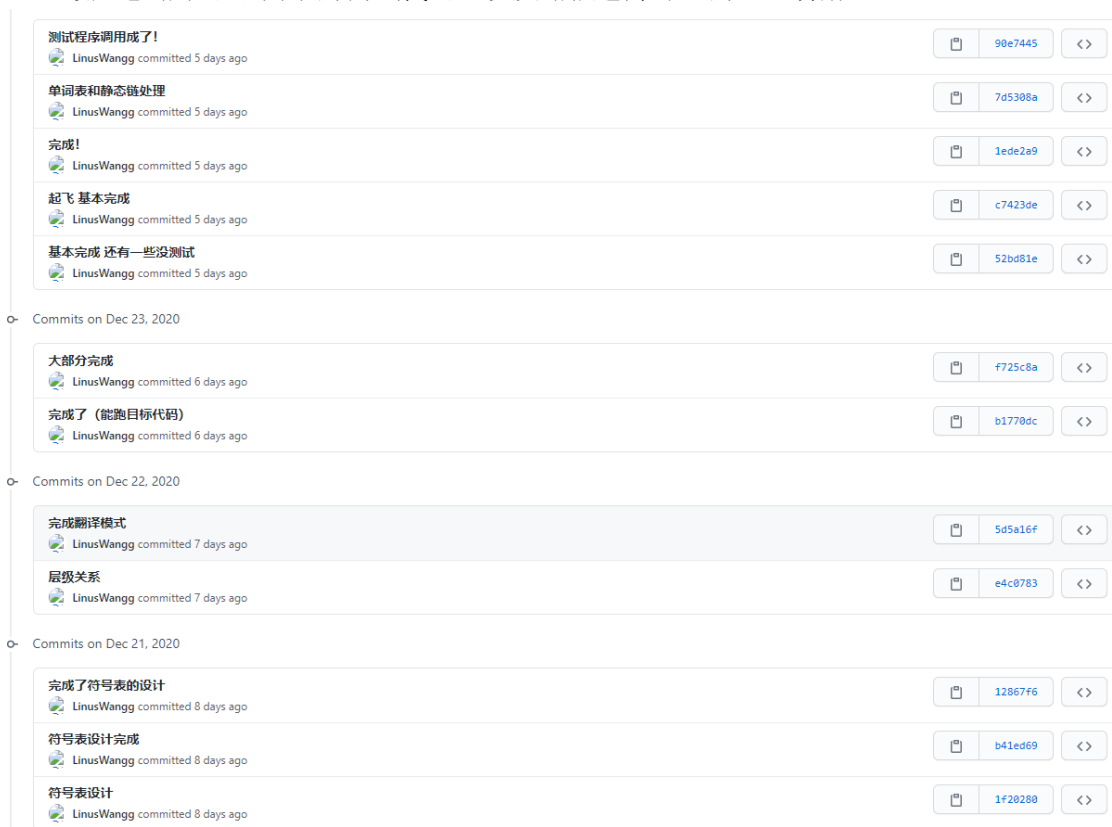 测试程序调用成了！
LinusWangg committed 5 days ago
90e7445
单词表和静态链处理
LinusWangg committed 5 days ago
7d5308a
完成！
LinusWangg committed 5 days ago
1ede2a9
起飞 基本完成
LinusWangg committed 5 days ago
c7423de
基本完成 还有一些没测试
LinusWangg committed 5 days ago
52bd81e
Commits on Dec 23, 2020
大部分完成
LinusWangg committed 6 days ago
f725c8a
完成了（能跑目标代码）
LinusWangg committed 6 days ago
b1770dc
Commits on Dec 22, 2020
完成翻译模式
LinusWangg committed 7 days ago
5d5a16f
层级关系
LinusWangg committed 7 days ago
e4c0783
Commits on Dec 21, 2020
完成了符号表的设计
LinusWangg committed 8 days ago
12867f6
符号表设计完成
LinusWangg committed 8 days ago
b41ed69
符号表设计
LinusWangg committed 8 days ago
1f20280